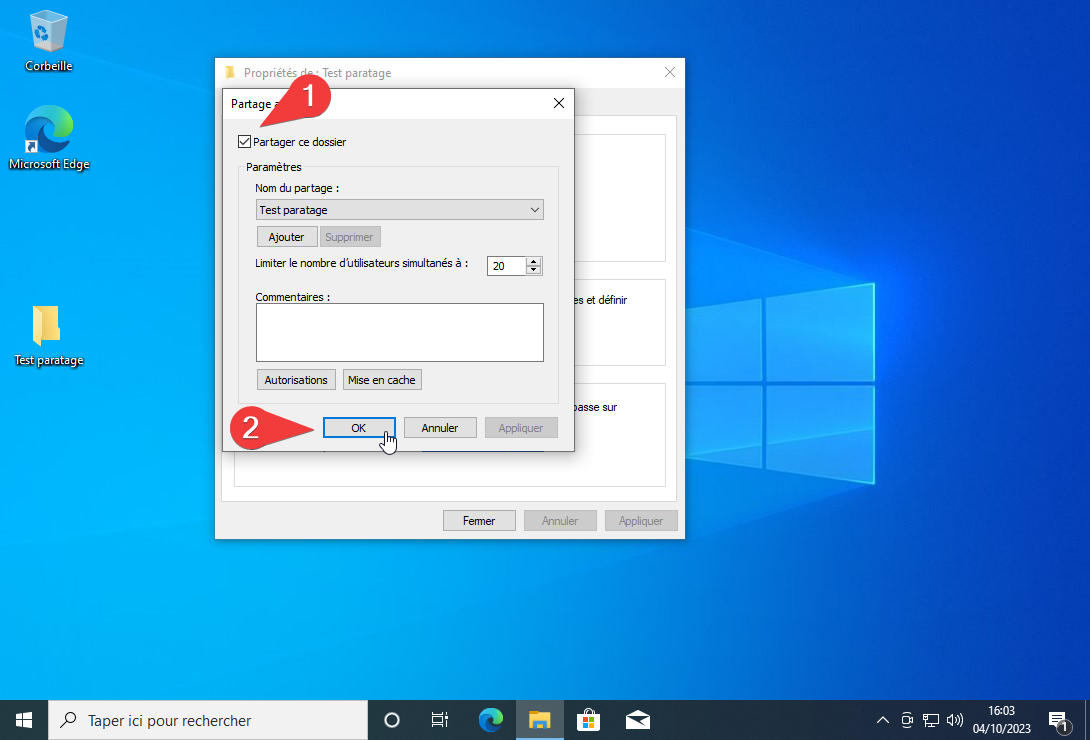 Corbeille
Microsoft Edge
Test paratage
Propriétés de : Test paratage
Partage
1
Partager ce dossier
Paramètres
Nom du partage :
Test paratage
Ajouter
Supprimer
Limiter le nombre d'utilisateurs simultanés à :
20
Commentaires :
es et définir
Autorisations
Mise en cache
passe sur
2
OK
Annuler
Appliquer
Fermer
Annuler
Appliquer
Taper ici pour rechercher
16:03
04/10/2023
1